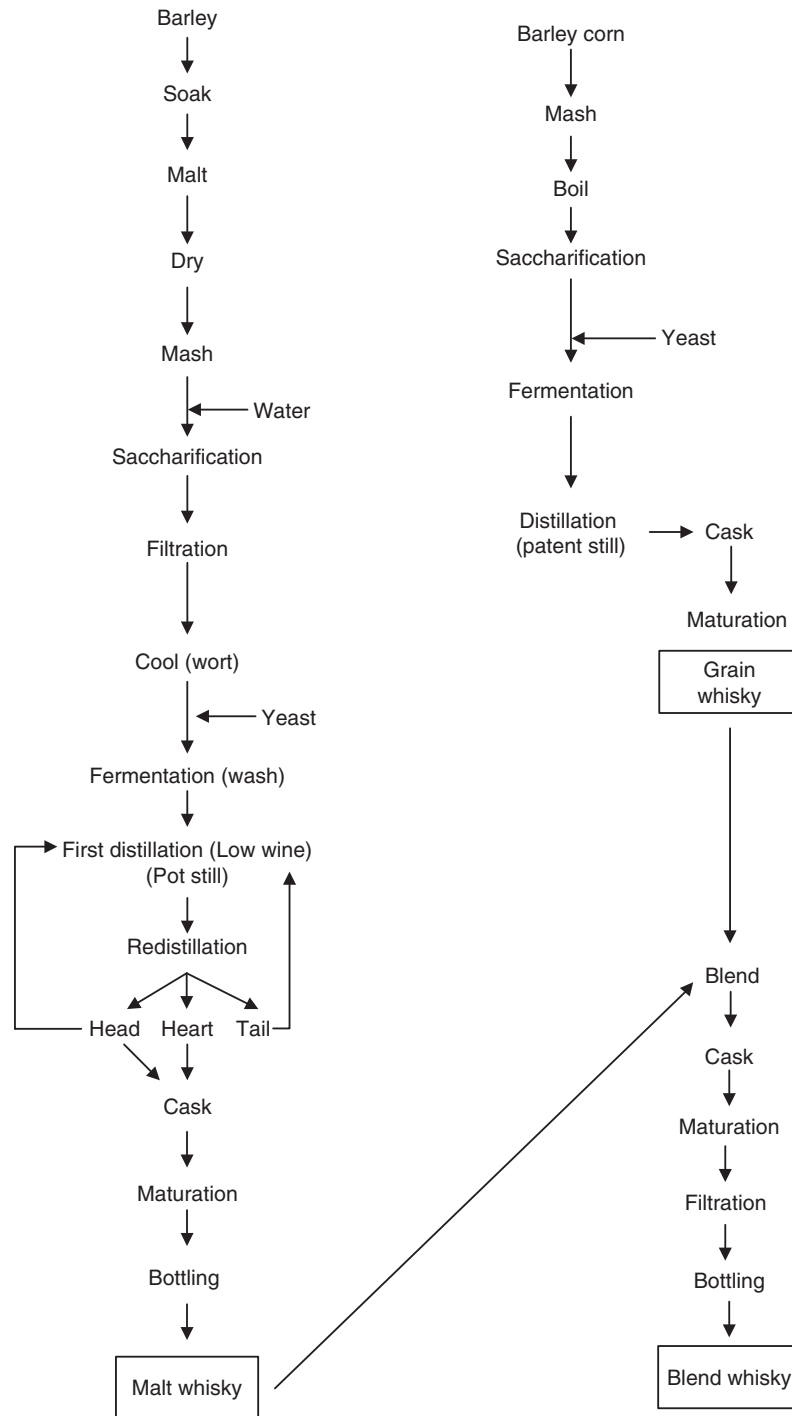 Barley
Soak
Malt
Dry
Mash
Water
Saccharification
Filtration
Cool (wort)
Yeast
Fermentation (wash)
First distillation (Low wine)
(Pot still)
Redistillation
Head Heart Tail
Cask
Maturation
Bottling
Malt whisky
Barley corn
Mash
Boil
Saccharification
Yeast
Fermentation
Distillation
(patent still)
Cask
Maturation
Grain
whisky
Blend
Cask
Maturation
Filtration
Bottling
Blend whisky